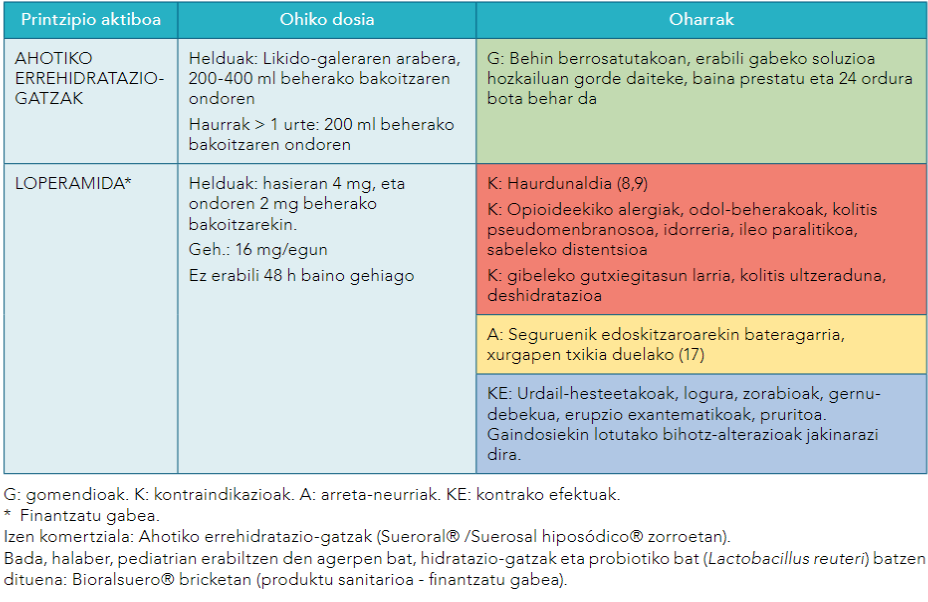 Printzipio aktiboa
Ohiko dosia
Oharrak
AHOTIKO
ERREHIDRATAZIO-
GATZAK
Helduak: Likido-galeraren arabera,
200-400 ml beherako bakoitzaren
ondoren
Haurrak > 1 urte: 200 ml beherako
bakoitzaren ondoren
G: Behin berrosatutakoan, erabili gabeko soluzioa
hozkailuan gorde daiteke, baina prestatu eta 24 ordura
bota behar da
LOPERAMIDA*
Helduak: hasieran 4 mg, eta
ondoren 2 mg beherako
bakoitzarekin.
Geh.: 16 mg/egun
Ez erabili 48 h baino gehiago
K: Haurdunaldia (8,9)
K: Opioideekiko alergiak, odol-beherakoak, kolitis
pseudomenbranosoa, idorreria, ileo paralitikoa,
sabeleko distentsioa
K: gibeleko gutxiegitasun larria, kolitis ultzeraduna,
deshidratazioa
A: Seguruenik edoskitzaroarekin bateragarria,
xurgapen txikia duelako (17)
KE: Urdail-hesteetakoak, logura, zorabioak, gernu-
debekua, erupzio exantematikoak, pruritoa.
Gaindosiekin lotutako bihotz-alterazioak jakinarazi
dira.
G: gomendioak. K: kontraindikazioak. A: arreta-neurriak. KE: kontrako efektuak.
* Finantzatu gabea.
Izen komertziala: Ahotiko errehidratazio-gatzak (Sueroral® /Suerosal hiposódico® zorroetan).
Bada, halaber, pediatrian erabiltzen den agerpen bat, hidratazio-gatzak eta probiotiko bat (Lactobacillus reuteri) batzen
dituena: Bioralsuero® bricketan (produktu sanitarioa - finantzatu gabea).